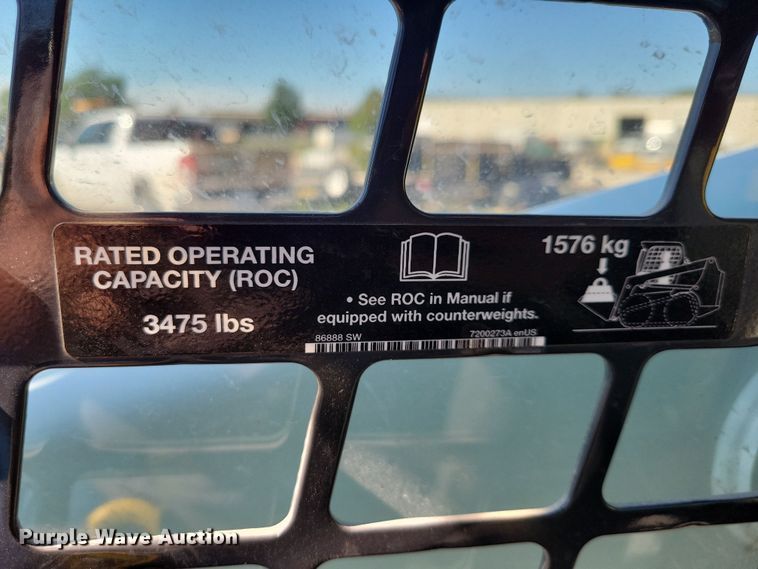 RATED OPERATING
CAPACITY (ROC)
3475 lbs
• See ROC in Manual if
equipped with counterweights.
86888 SW
7200273A enUS
1576 kg
Purple Wave Auction